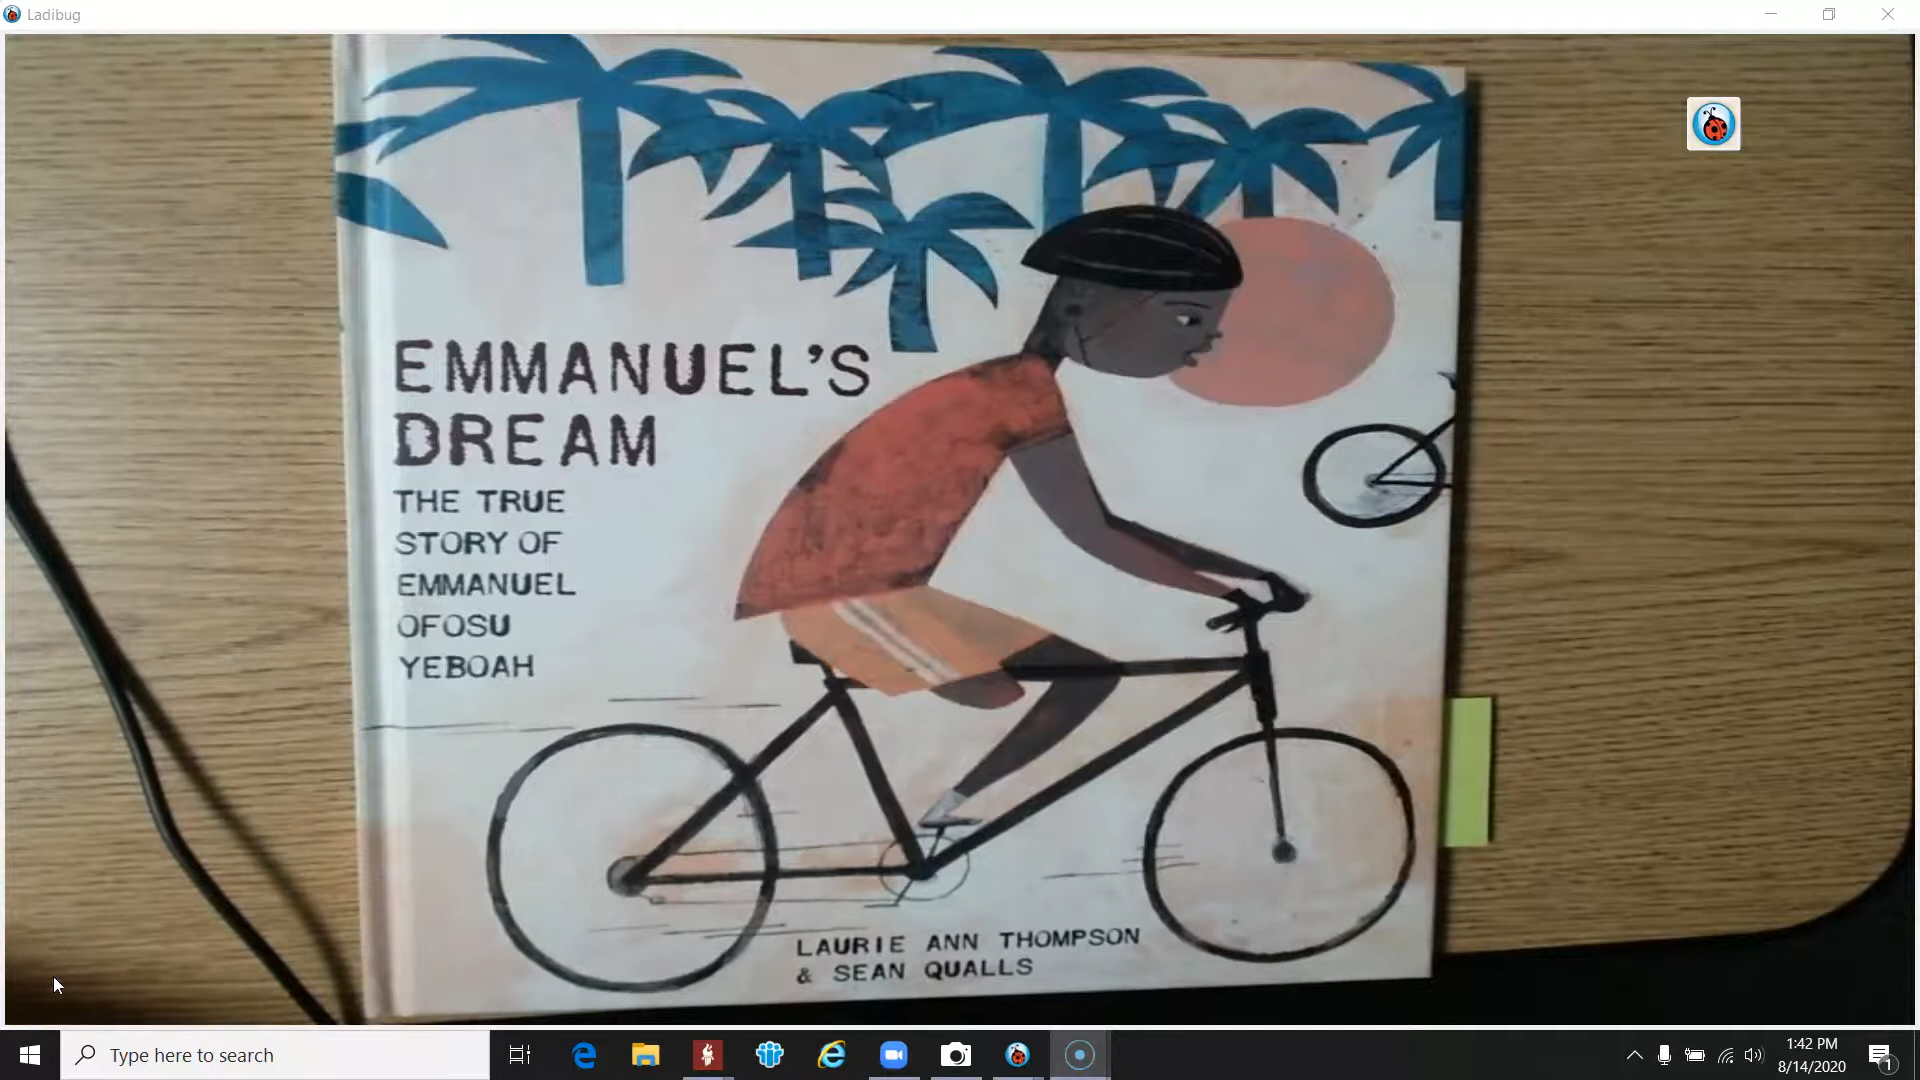 Ladibug
EMMANUEL'S
DREAM
THE TRUE
STORY OF
EMMANUEL
OFOSU
YEBOAH
LAURIE ANN THOMPSON
& SEAN QUALLS
Type here to search
1:42 PM
8/14/2020
1